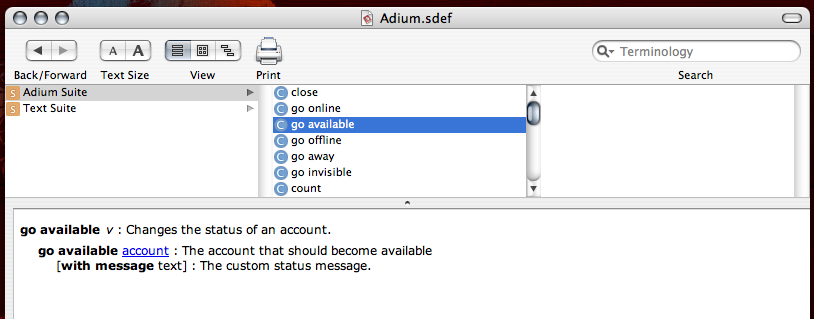 Adium.sdef
A A
Terminology
Back/Forward Text Size View Print Search
S Adium Suite
S Text Suite
C close
C go online
C go available
C go offline
C go away
C go invisible
C count
go available v : Changes the status of an account.
go available account : The account that should become available
[with message text] : The custom status message.